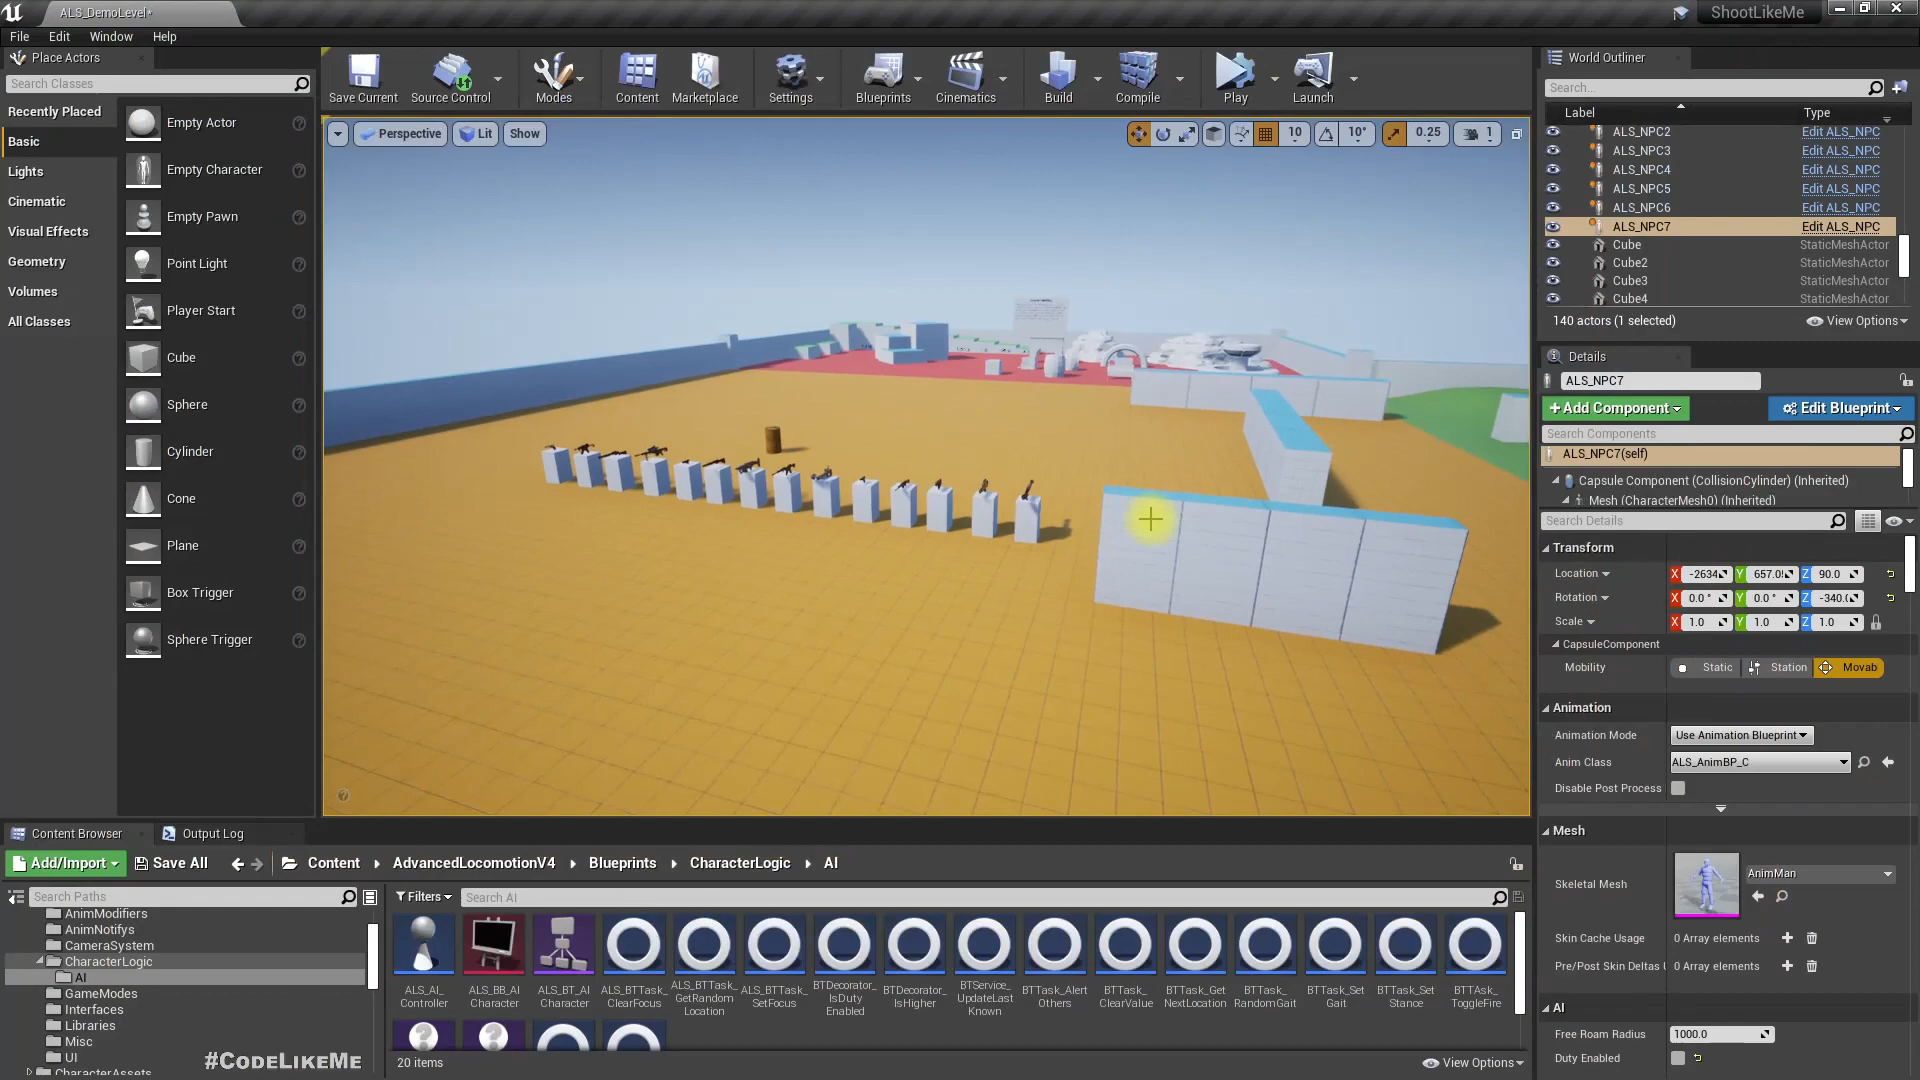 ALS_DemoLevel*
ShootLikeMe
File Edit Window Help
Place Actors
Search Classes
Recently Placed
Basic
Lights
Cinematic
Visual Effects
Geometry
Volumes
All Classes
Empty Actor
Empty Character
Empty Pawn
Point Light
Player Start
Cube
Sphere
Cylinder
Cone
Plane
Box Trigger
Sphere Trigger
Save Current
Source Control
Modes
Content
Marketplace
Settings
Blueprints
Cinematics
Build
Compile
Play
Launch
Perspective Lit Show
10 10° 0.25 1
World Outliner
Search...
Label Type
ALS_NPC2 Edit ALS_NPC
ALS_NPC3 Edit ALS_NPC
ALS_NPC4 Edit ALS_NPC
ALS_NPC5 Edit ALS_NPC
ALS_NPC6 Edit ALS_NPC
ALS_NPC7 Edit ALS_NPC
Cube StaticMeshActor
Cube2 StaticMeshActor
Cube3 StaticMeshActor
Cube4 StaticMeshActor
140 actors (1 selected) View Options
Details
ALS_NPC7
+Add Component Edit Blueprint
Search Components
ALS_NPC7(self)
Capsule Component (CollisionCylinder) (Inherited)
Mesh (CharacterMesh0) (Inherited)
Search Details
Transform
Location X -2634 Y 657.0 Z 90.0
Rotation X 0.0 ° Y 0.0 ° Z -340.
Scale X 1.0 Y 1.0 Z 1.0
CapsuleComponent
Mobility Static Station Movab
Animation
Animation Mode Use Animation Blueprint
Anim Class ALS_AnimBP_C
Disable Post Process
Mesh
Skeletal Mesh AnimMan
Skin Cache Usage 0 Array elements
Pre/Post Skin Deltas 0 Array elements
AI
Free Roam Radius 1000.0
Duty Enabled
Content Browser Output Log
Add/Import Save All Content AdvancedLocomotionV4 Blueprints CharacterLogic AI
Search Paths
AnimModifiers
AnimNotifys
CameraSystem
CharacterLogic
AI
GameModes
Interfaces
Libraries
Misc
UI
CharacterAssets
Filters Search AI
ALS_AI_
Controller
ALS_BB_AI
Character
ALS_BT_AI
Character
ALS_BTTask_
ClearFocus
ALS_BTTask_
GetRandom
Location
ALS_BTTask_
SetFocus
BTDecorator_
IsDuty
Enabled
BTDecorator_
IsHigher
BTService_
UpdateLast
Known
BTTask_Alert
Others
BTTask_
ClearValue
BTTask_Get
NextLocation
BTTask_
RandomGait
BTTask_Set
Gait
BTTask_Set
Stance
BTTAsk_
ToggleFire
20 items View Options
#CODELIKEME